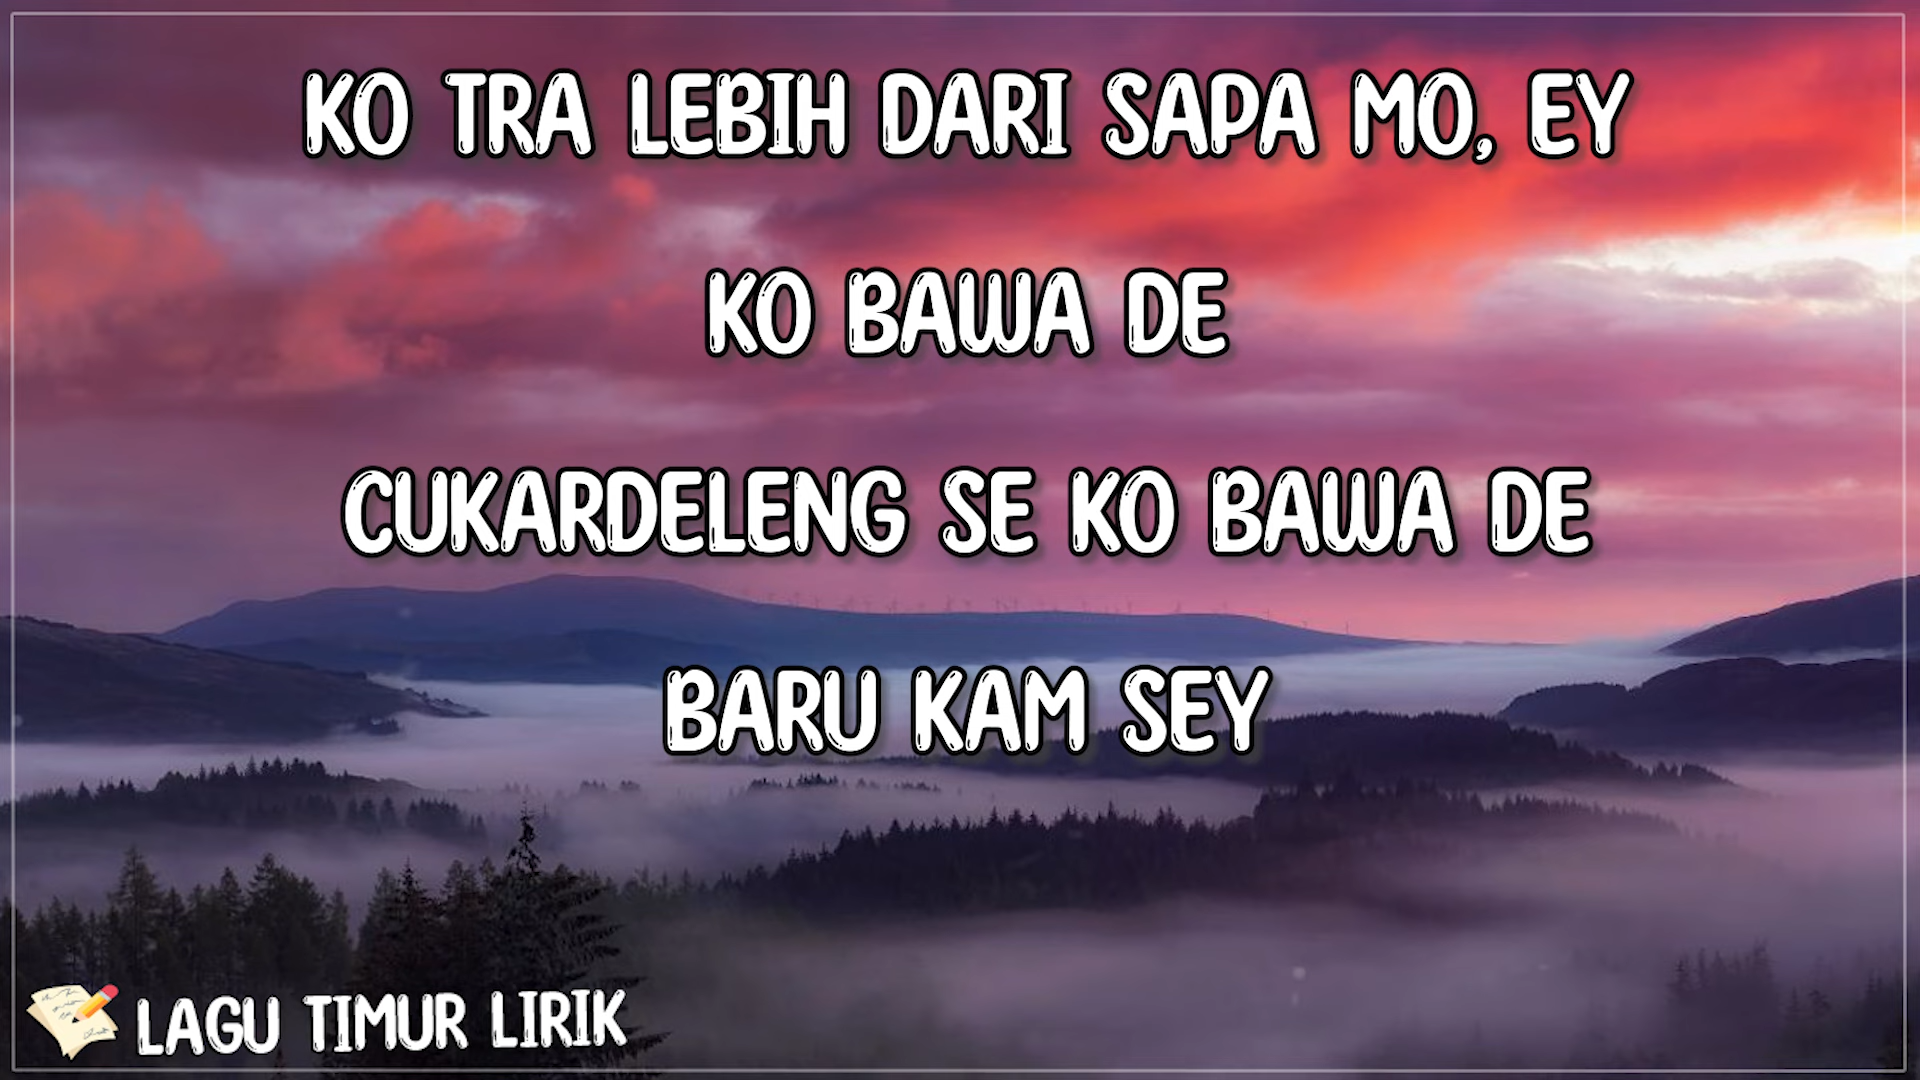 KO TRA LEBIH DARI SAPA MO, EY
KO BAWA DE
CUKARDELENG SE KO BAWA DE
BARU KAM SEY
LAGU TIMUR LIRIK